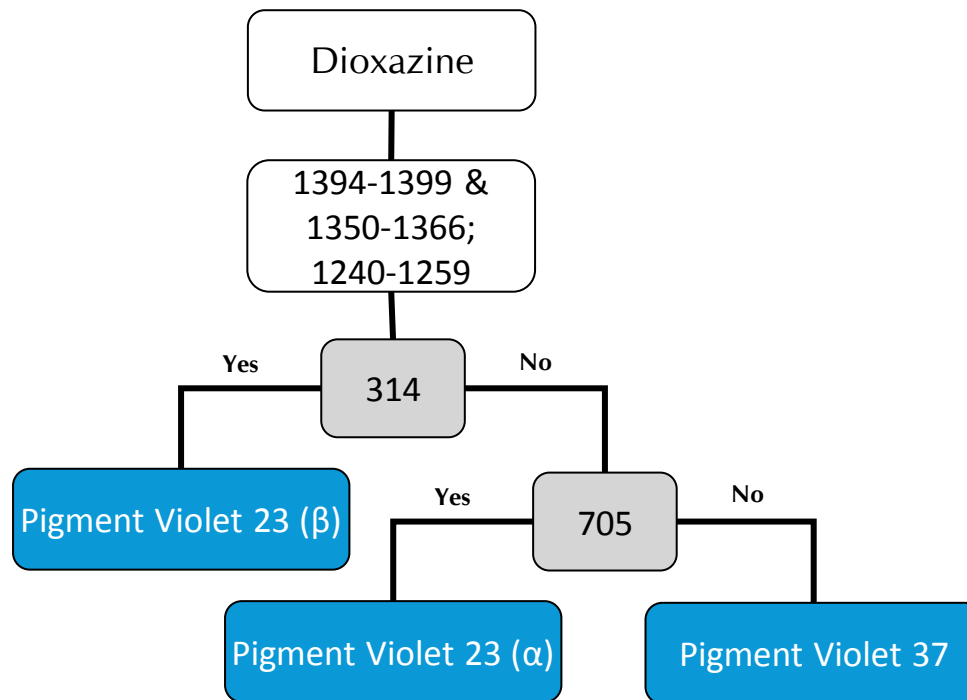 Dioxazine
1394-1399 &
1350-1366;
1240-1259
Yes
314
No
Pigment Violet 23 (β)
Yes
705
No
Pigment Violet 23 (α)
Pigment Violet 37